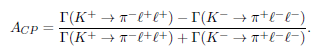 A_{CP} = \frac{\Gamma(K^+ \to \pi^- \ell^+ \ell^+) - \Gamma(K^- \to \pi^+ \ell^- \ell^-)}{\Gamma(K^+ \to \pi^- \ell^+ \ell^+) + \Gamma(K^- \to \pi^+ \ell^- \ell^-)}.